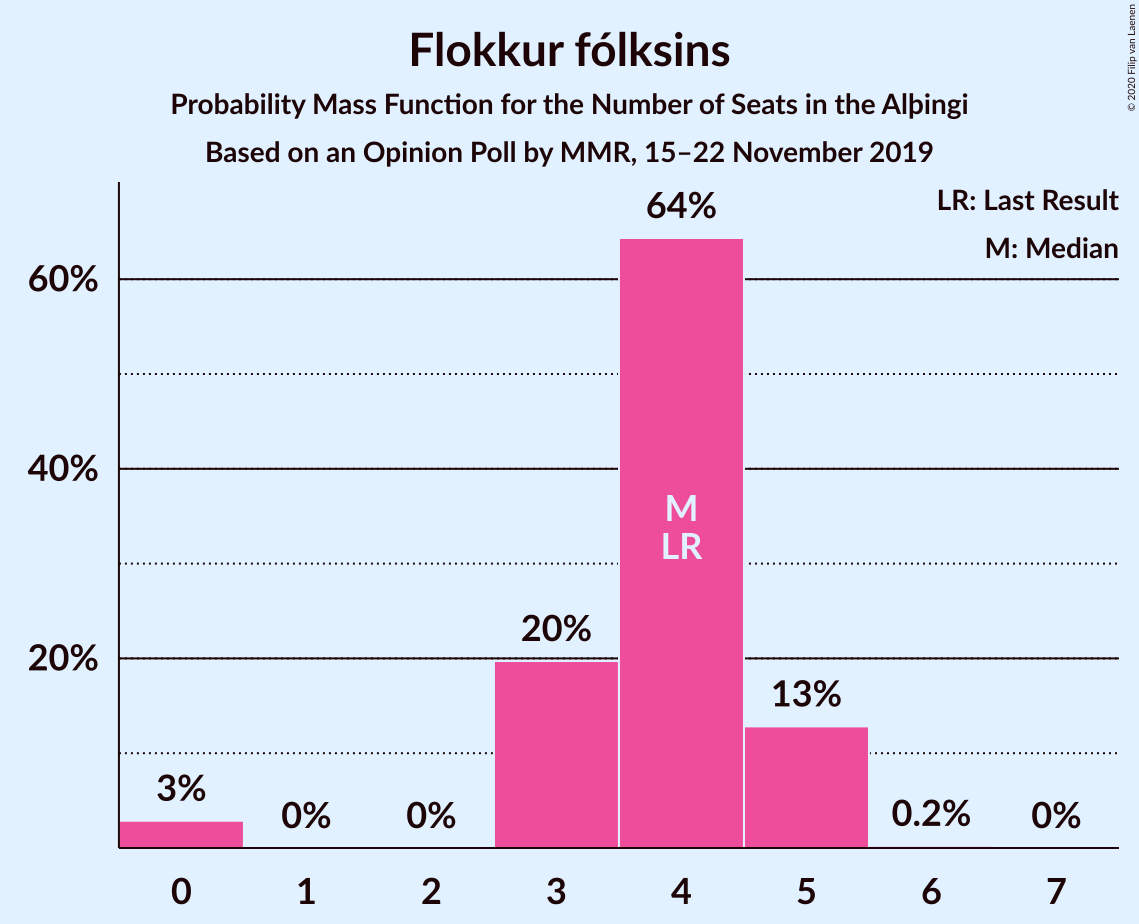 Flokkur fólksins
Probability Mass Function for the Number of Seats in the Alþingi
Based on an Opinion Poll by MMR, 15–22 November 2019
© 2020 Filip van Laenen
LR: Last Result
M: Median
60%
40%
20%
3%
0%
0%
20%
64%
M
LR
13%
0.2%
0%
0 1 2 3 4 5 6 7